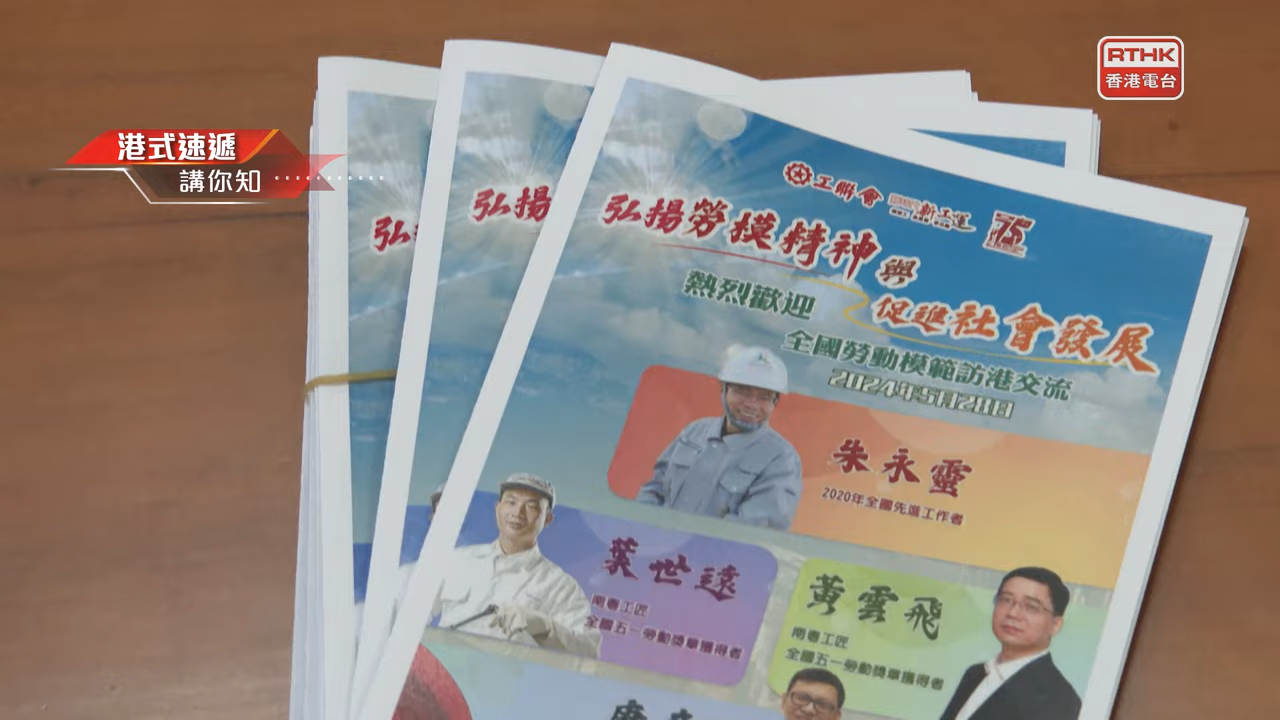 RTHK
香港電台
港式速遞
講你知
弘
弘揚
工聯會
新工運
75
弘揚勞模精神與
促進社會發展
熱烈歡迎
全國勞動模範訪港交流
2024年5月28日
朱永靈
2020年全國先進工作者
葉世遠
南粵工匠
全國五一勞動獎章獲得者
黃雲飛
南粵工匠
全國五一勞動獎章獲得者